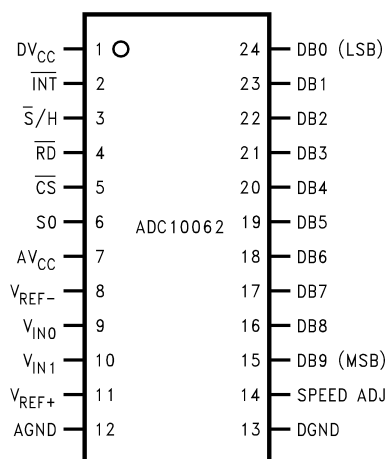 DVCC 1 24 DB0 (LSB)
INT 2 23 DB1
S/H 3 22 DB2
RD 4 21 DB3
CS 5 20 DB4
S0 6 ADC10062 19 DB5
AVCC 7 18 DB6
VREF- 8 17 DB7
VIN0 9 16 DB8
VIN1 10 15 DB9 (MSB)
VREF+ 11 14 SPEED ADJ
AGND 12 13 DGND